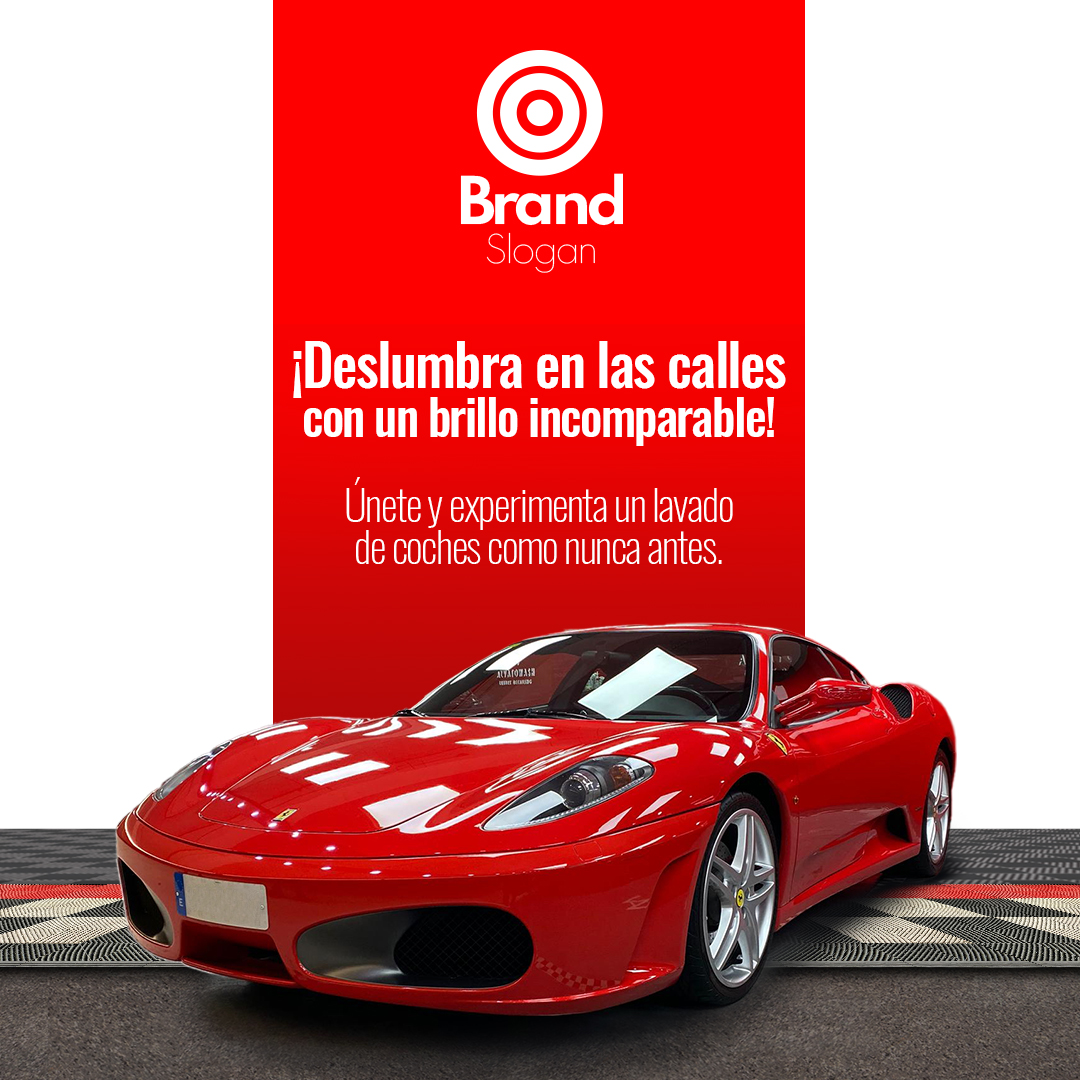 Brand
Slogan
¡Deslumbra en las calles
con un brillo incomparable!
Únete y experimenta un lavado
de coches como nunca antes.